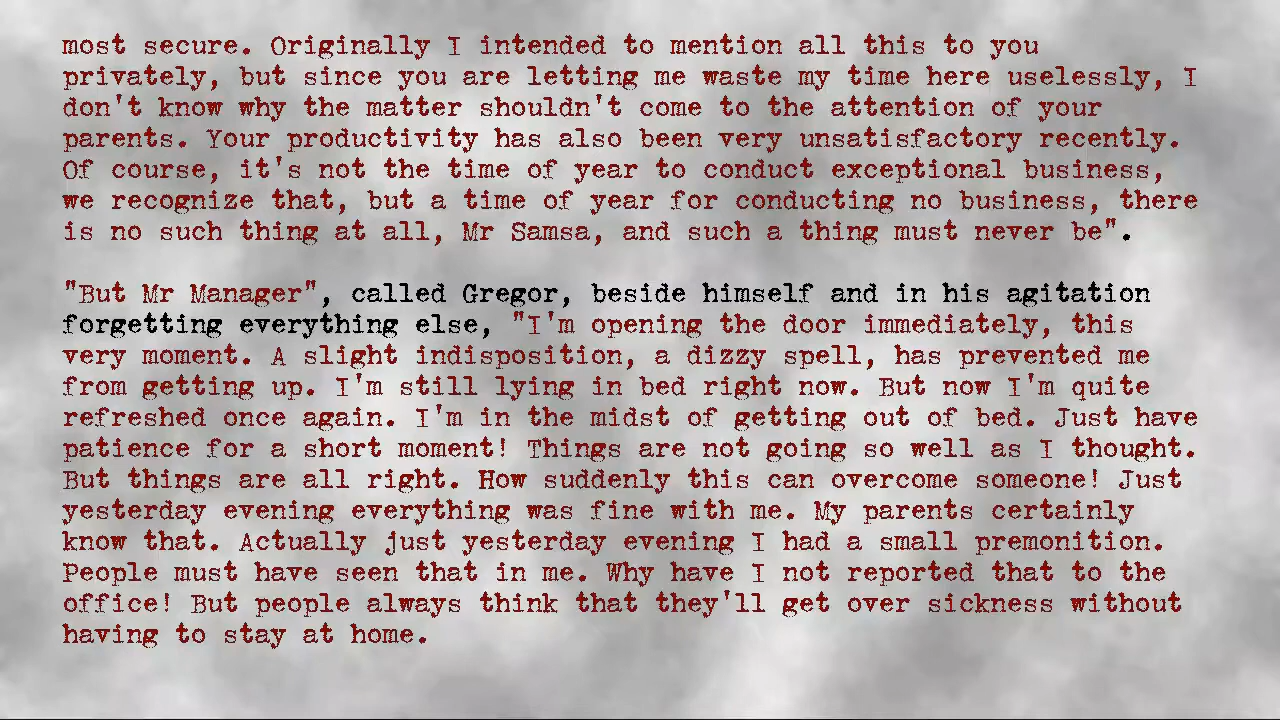 most secure. Originally I intended to mention all this to you
privately, but since you are letting me waste my time here uselessly, I
don't know why the matter shouldn't come to the attention of your
parents. Your productivity has also been very unsatisfactory recently.
Of course, it's not the time of year to conduct exceptional business,
we recognize that, but a time of year for conducting no business, there
is no such thing at all, Mr Samsa, and such a thing must never be".
"But Mr Manager", called Gregor, beside himself and in his agitation
forgetting everything else, "I'm opening the door immediately, this
very moment. A slight indisposition, a dizzy spell, has prevented me
from getting up. I'm still lying in bed right now. But now I'm quite
refreshed once again. I'm in the midst of getting out of bed. Just have
patience for a short moment! Things are not going so well as I thought.
But things are all right. How suddenly this can overcome someone! Just
yesterday evening everything was fine with me. My parents certainly
know that. Actually just yesterday evening I had a small premonition.
People must have seen that in me. Why have I not reported that to the
office! But people always think that they'll get over sickness without
having to stay at home.